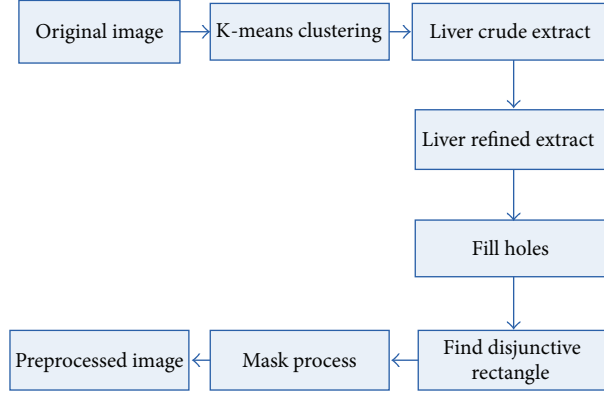 Original image
K-means clustering
Liver crude extract
Liver refined extract
Fill holes
Find disjunctive
rectangle
Mask process
Preprocessed image